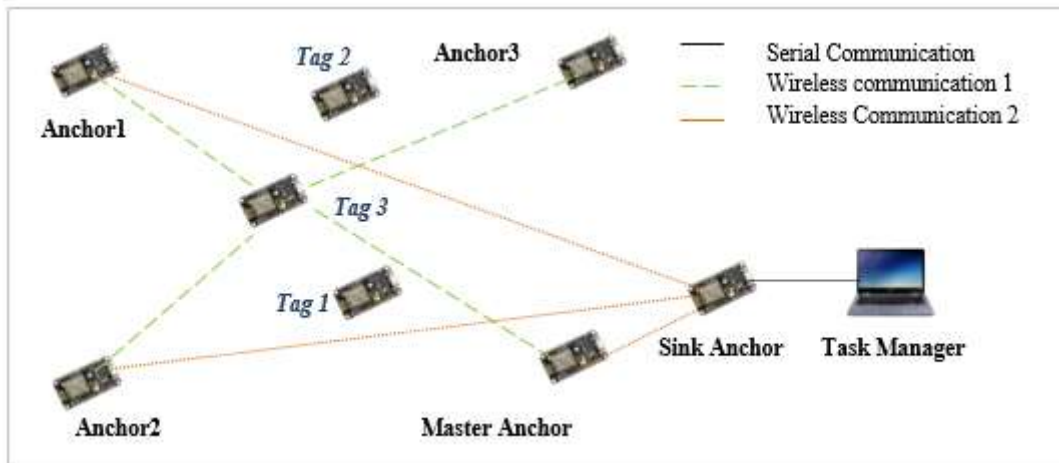 Tag 2
Anchor3
Serial Communication
Wireless communication 1
Wireless Communication 2
Anchor1
Tag 3
Tag 1
Sink Anchor
Task Manager
Anchor2
Master Anchor